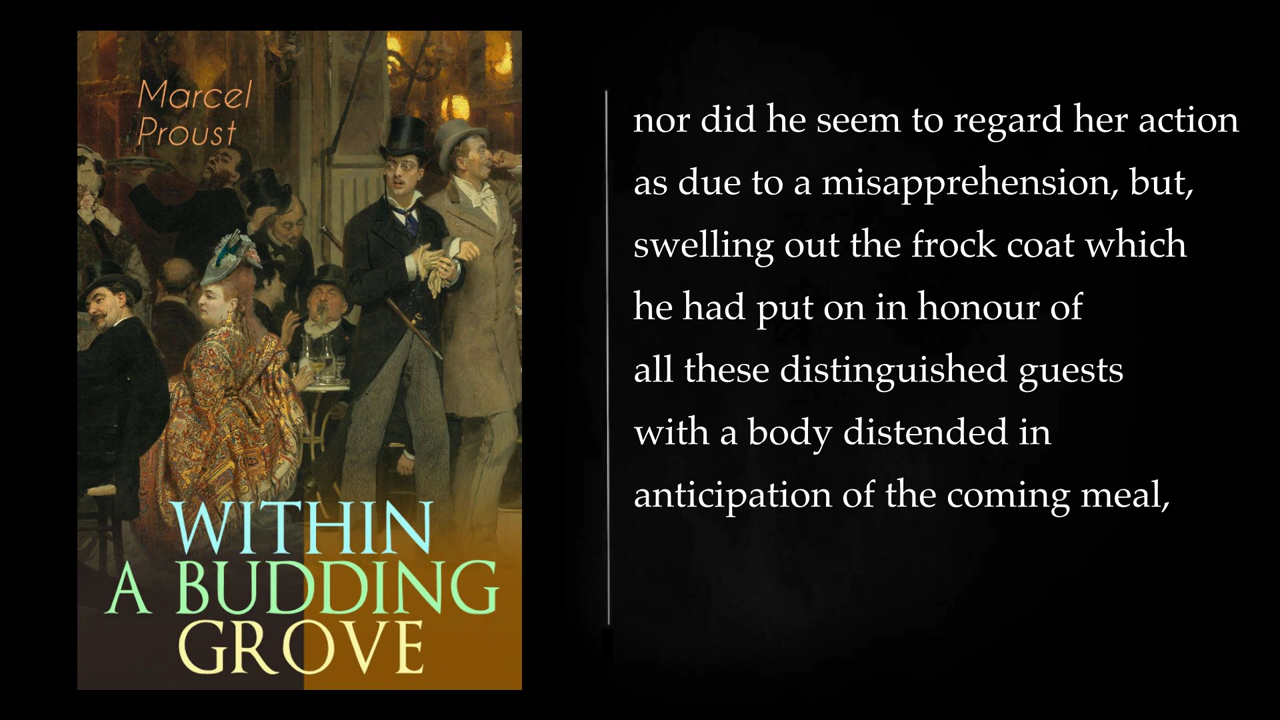 Marcel
Proust
WITHIN
A BUDDING
GROVE
nor did he seem to regard her action
as due to a misapprehension, but,
swelling out the frock coat which
he had put on in honour of
all these distinguished guests
with a body distended in
anticipation of the coming meal,